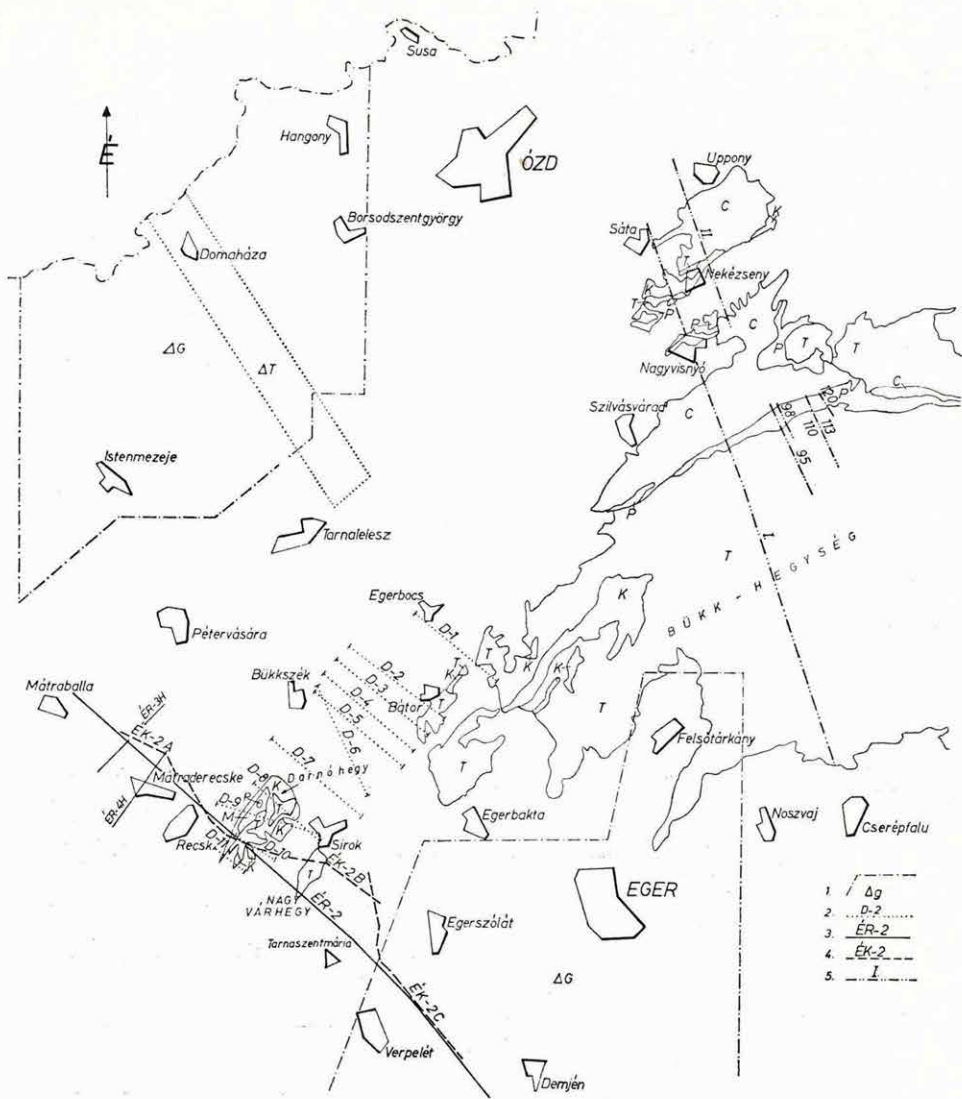 Susa
É
Hangony
ÓZD
Uppony
C
K
Borsodszentgyörgy
Sáta
II
Domaháza
T
Nekézseny
K
T
P
C
P
ΔG
ΔT
P
T
T
Nagyvisnyó
C
Szilvásvárad
C
P
98
120
110
113
95
Istenmezeje
P
Tarnalelesz
I.
T
BÜKK-HEGYSÉG
Egerbocs
K
D-1
Pétervására
T
K
K
T
K
D-2
Bükkszék
D-3
Bátor
T
D-4
T
Mátraballa
D-5
ÉR-3H
D-6
Felsőtárkány
ÉK-2A
D-7
T
Darnóhegy
Mátraderecske
D-8
K
D-9
T
ÉR-4H
M
K
Egerbakta
Noszvaj
Cserépfalu
Recsk
D-11
Sirok
D-10
T
ÉK-2B
EGER
NAGY
VÁRHEGY
ÉR-2
1. Δg
2. D-2
Egerszólát
3. ÉR-2
Tarnaszentmária
4. ÉK-2
ΔG
5. I
ÉK-2C
Verpelét
Demjén